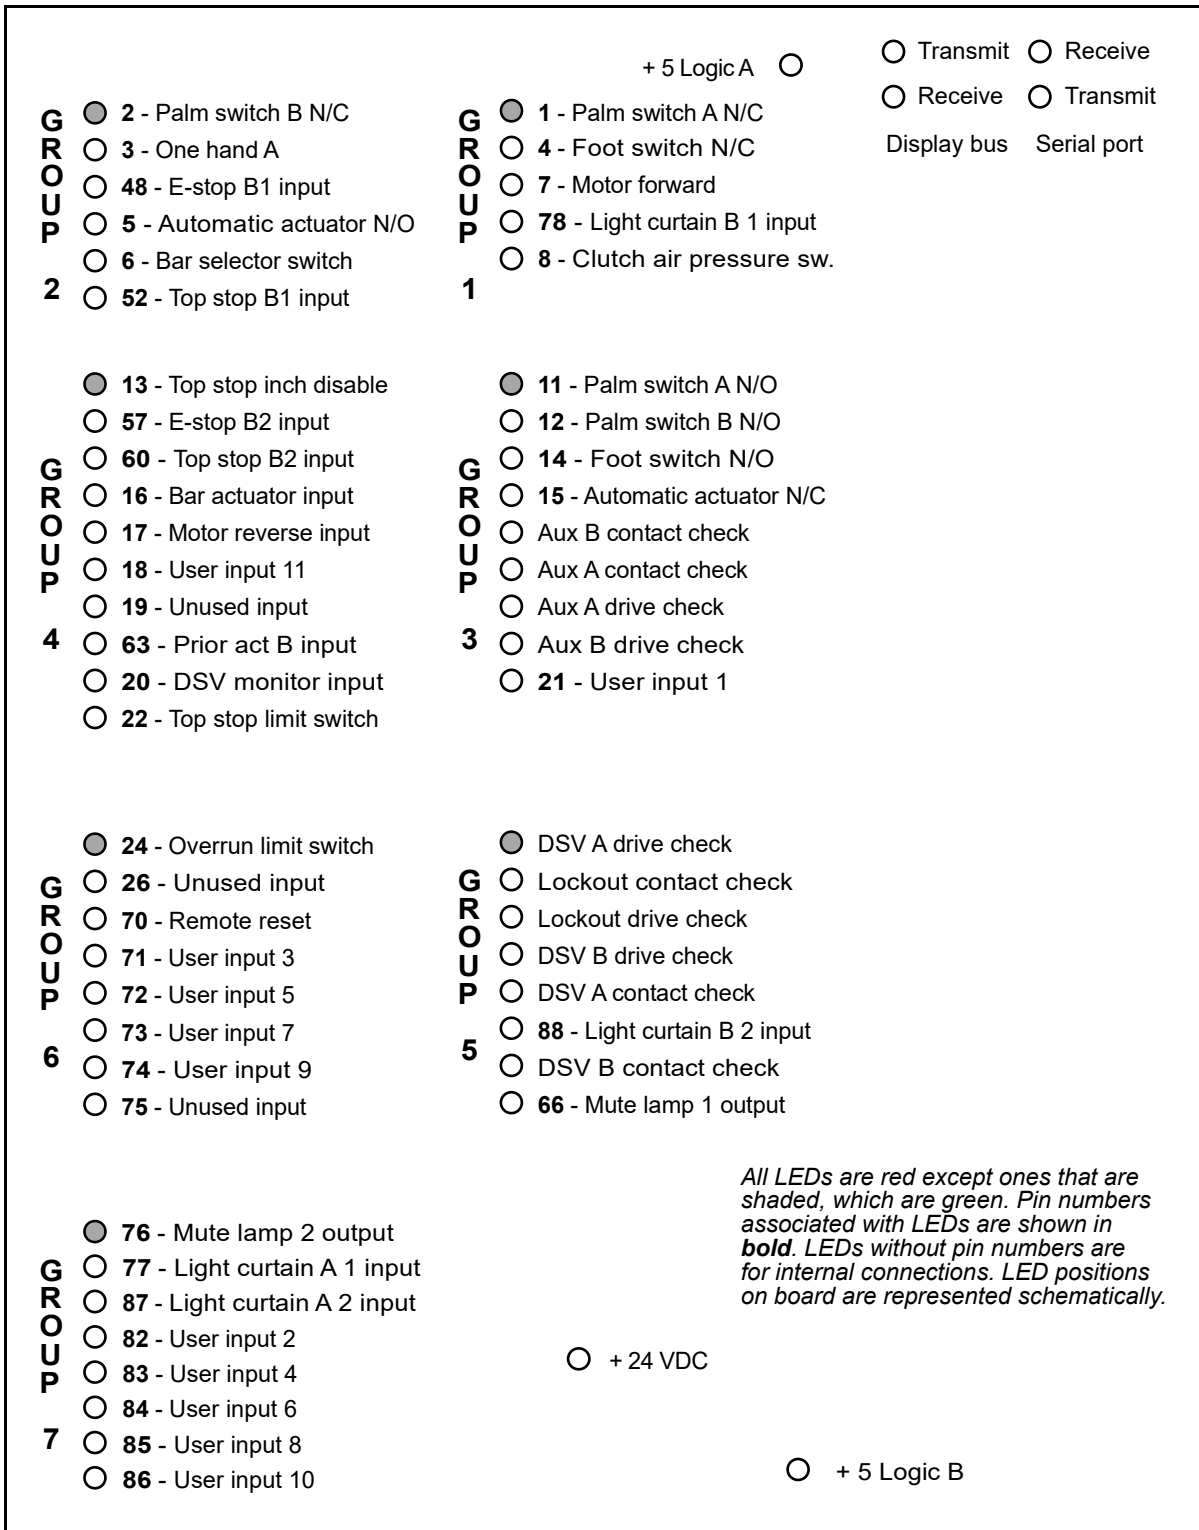 + 5 Logic A
Transmit Receive
Receive Transmit
Display bus Serial port
GROUP 2
2 - Palm switch B N/C
3 - One hand A
48 - E-stop B1 input
5 - Automatic actuator N/O
6 - Bar selector switch
52 - Top stop B1 input
GROUP 1
1 - Palm switch A N/C
4 - Foot switch N/C
7 - Motor forward
78 - Light curtain B 1 input
8 - Clutch air pressure sw.
GROUP 4
13 - Top stop inch disable
57 - E-stop B2 input
60 - Top stop B2 input
16 - Bar actuator input
17 - Motor reverse input
18 - User input 11
19 - Unused input
63 - Prior act B input
20 - DSV monitor input
22 - Top stop limit switch
GROUP 3
11 - Palm switch A N/O
12 - Palm switch B N/O
14 - Foot switch N/O
15 - Automatic actuator N/C
Aux B contact check
Aux A contact check
Aux A drive check
Aux B drive check
21 - User input 1
GROUP 6
24 - Overrun limit switch
26 - Unused input
70 - Remote reset
71 - User input 3
72 - User input 5
73 - User input 7
74 - User input 9
75 - Unused input
GROUP 5
DSV A drive check
Lockout contact check
Lockout drive check
DSV B drive check
DSV A contact check
88 - Light curtain B 2 input
DSV B contact check
66 - Mute lamp 1 output
GROUP 7
76 - Mute lamp 2 output
77 - Light curtain A 1 input
87 - Light curtain A 2 input
82 - User input 2
83 - User input 4
84 - User input 6
85 - User input 8
86 - User input 10
All LEDs are red except ones that are
shaded, which are green. Pin numbers
associated with LEDs are shown in
bold. LEDs without pin numbers are
for internal connections. LED positions
on board are represented schematically.
+ 24 VDC
+ 5 Logic B